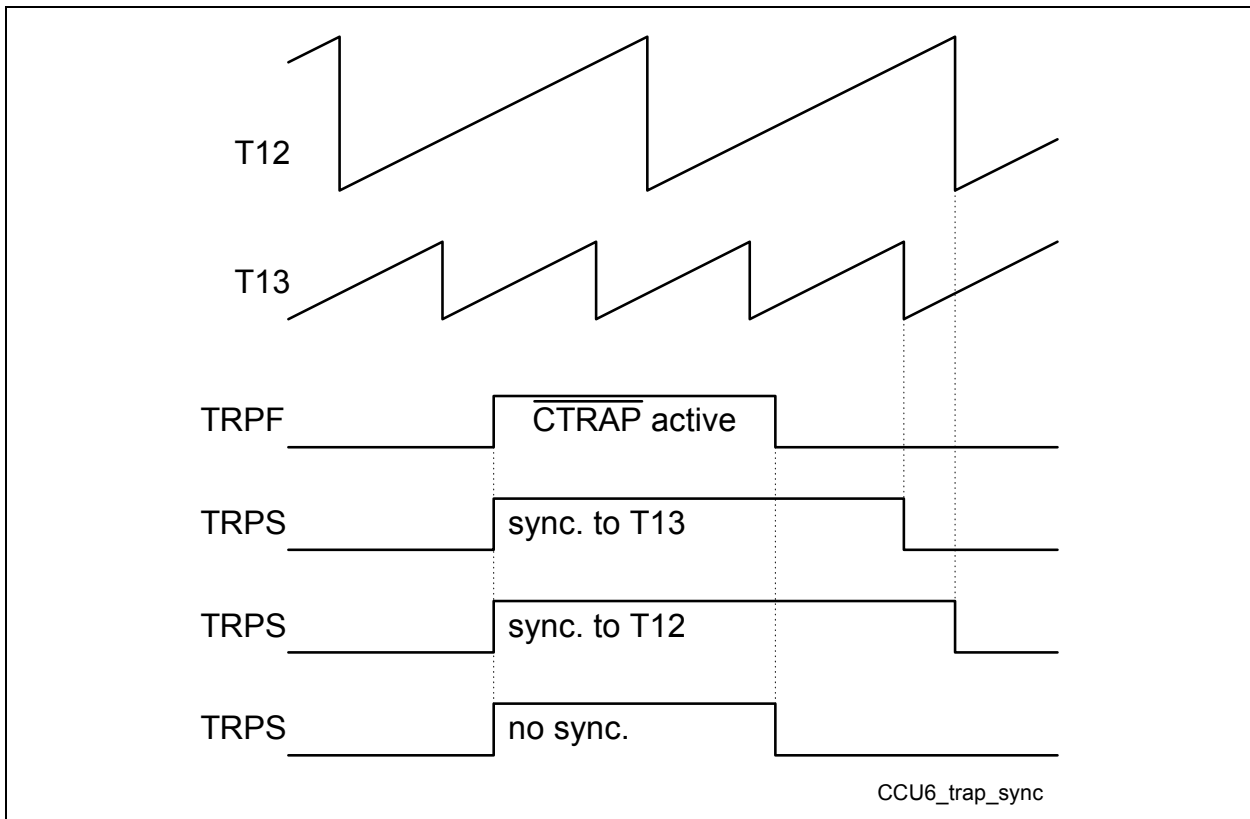 T12
T13
TRPF CTRAP active
TRPS sync. to T13
TRPS sync. to T12
TRPS no sync.
CCU6_trap_sync